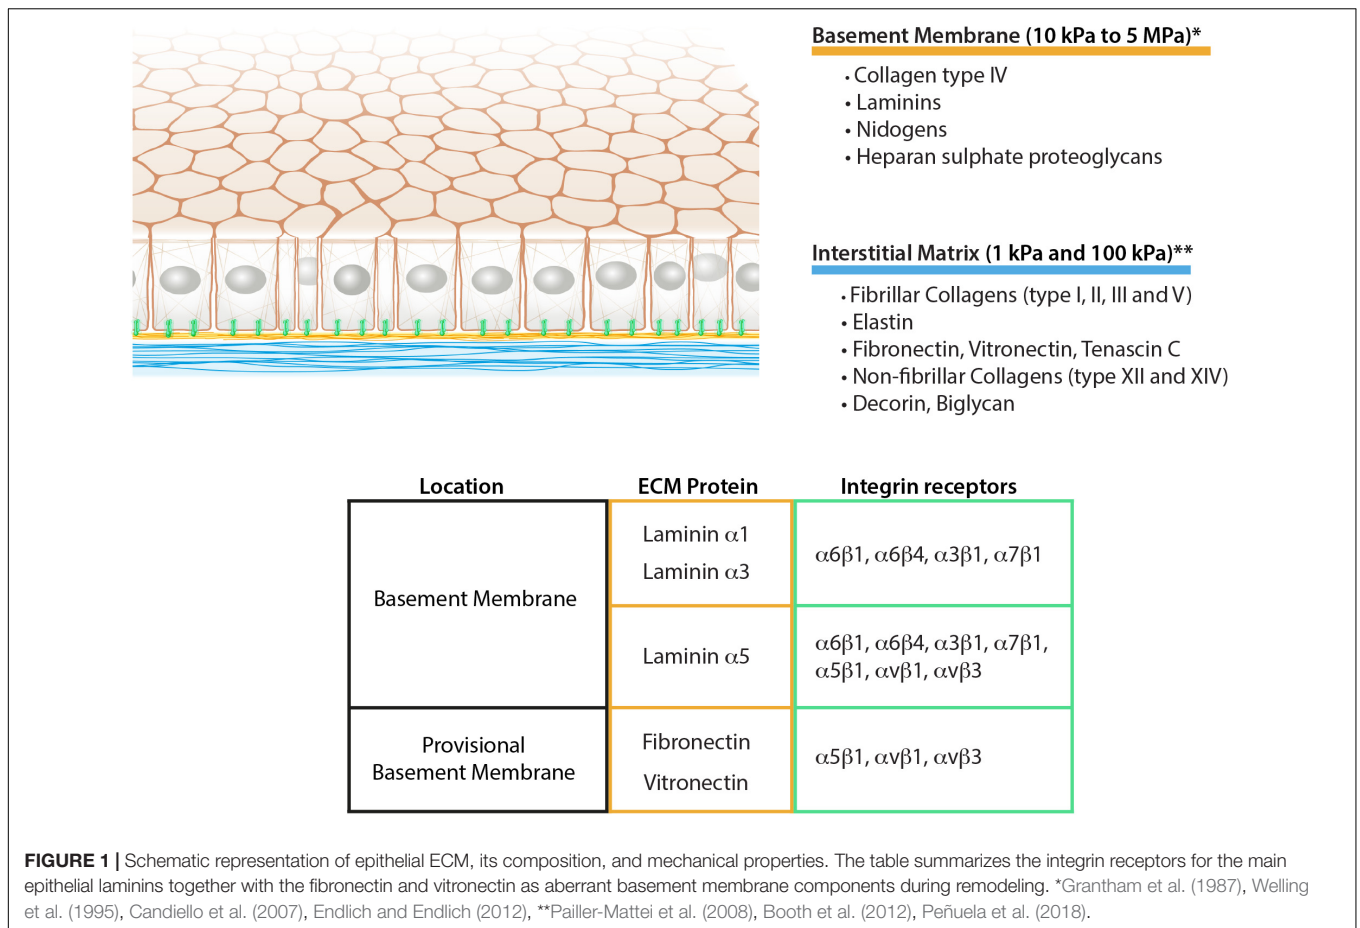 Basement Membrane (10 kPa to 5 MPa)*
• Collagen type IV
• Laminins
• Nidogens
• Heparan sulphate proteoglycans
Interstitial Matrix (1 kPa and 100 kPa)**
• Fibrillar Collagens (type I, II, III and V)
• Elastin
• Fibronectin, Vitronectin, Tenascin C
• Non-fibrillar Collagens (type XII and XIV)
• Decorin, Biglycan
Location ECM Protein Integrin receptors
Basement Membrane
Laminin α1
Laminin α3
α6β1, α6β4, α3β1, α7β1
Laminin α5
α6β1, α6β4, α3β1, α7β1,
α5β1, αvβ1, αvβ3
Provisional
Basement Membrane
Fibronectin
Vitronectin
α5β1, αvβ1, αvβ3
FIGURE 1 | Schematic representation of epithelial ECM, its composition, and mechanical properties. The table summarizes the integrin receptors for the main
epithelial laminins together with the fibronectin and vitronectin as aberrant basement membrane components during remodeling. *Grantham et al. (1987), Welling
et al. (1995), Candiello et al. (2007), Endlich and Endlich (2012), **Pailler-Mattei et al. (2008), Booth et al. (2012), Peñuela et al. (2018).